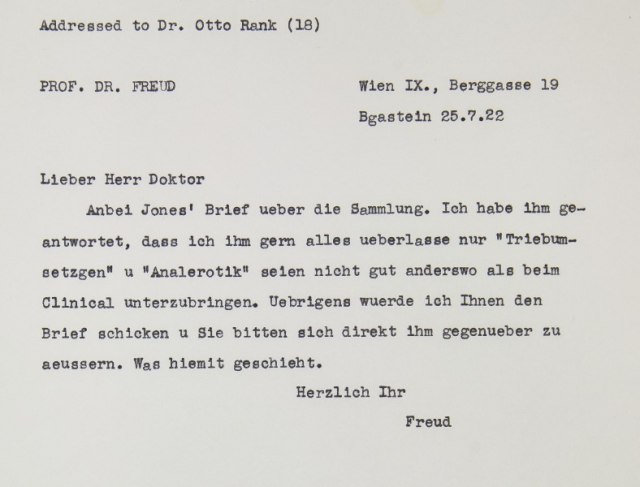 Addressed to Dr. Otto Rank (18)
PROF. DR. FREUD
Wien IX., Berggasse 19
Bgastein 25.7.22
Lieber Herr Doktor
Anbei Jones' Brief ueber die Sammlung. Ich habe ihm ge-
antwortet, dass ich ihm gern alles ueberlasse nur "Triebum-
setzgen" u "Analerotik" seien nicht gut anderswo als beim
Clinical unterzubringen. Uebrigens wuerde ich Ihnen den
Brief schicken u Sie bitten sich direkt ihm gegenueber zu
aeussern. Was hiemit geschieht.
Herzlich Ihr
Freud